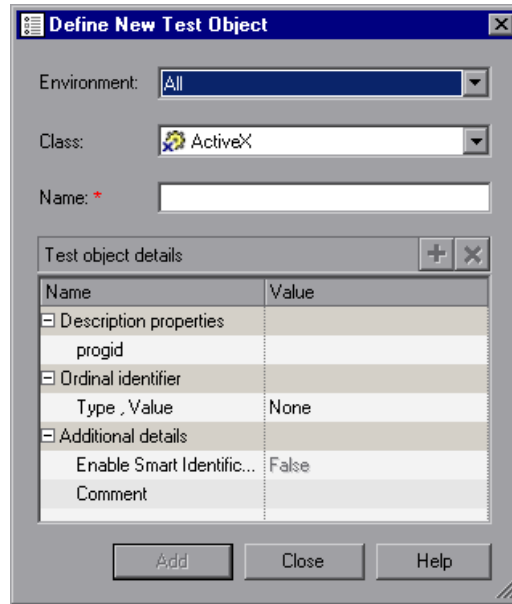 Define New Test Object
Environment: All
Class: ActiveX
Name: *
Test object details
Name Value
Description properties
progid
Ordinal identifier
Type , Value None
Additional details
Enable Smart Identific... False
Comment
Add Close Help